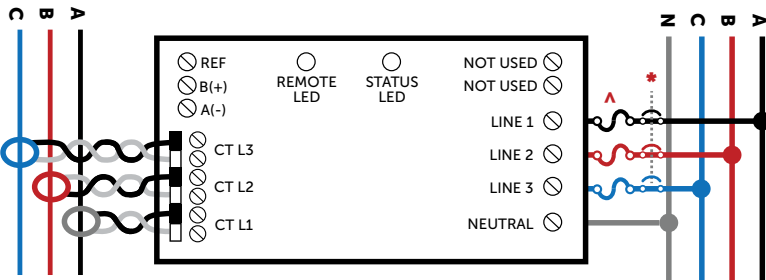 C B A
N C B A
REF
B(+)
A(-)
REMOTE
LED
STATUS
LED
NOT USED
NOT USED
^
*
LINE 1
LINE 2
LINE 3
NEUTRAL
CT L3
CT L2
CT L1